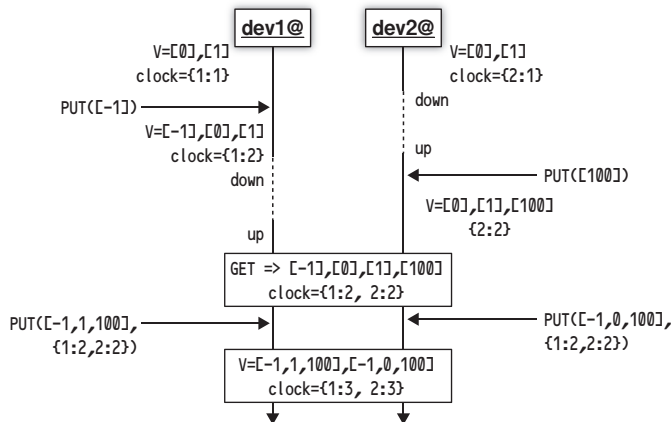 dev1@
dev2@
V=[0],[1]
clock={1:1}
V=[0],[1]
clock={2:1}
down
PUT([-1])
V=[-1],[0],[1]
clock={1:2}
down
up
PUT([100])
V=[0],[1],[100]
{2:2}
up
GET => [-1],[0],[1],[100]
clock={1:2, 2:2}
PUT([-1,1,100],
{1:2,2:2})
PUT([-1,0,100],
{1:2,2:2})
V=[-1,1,100],[-1,0,100]
clock={1:3, 2:3}